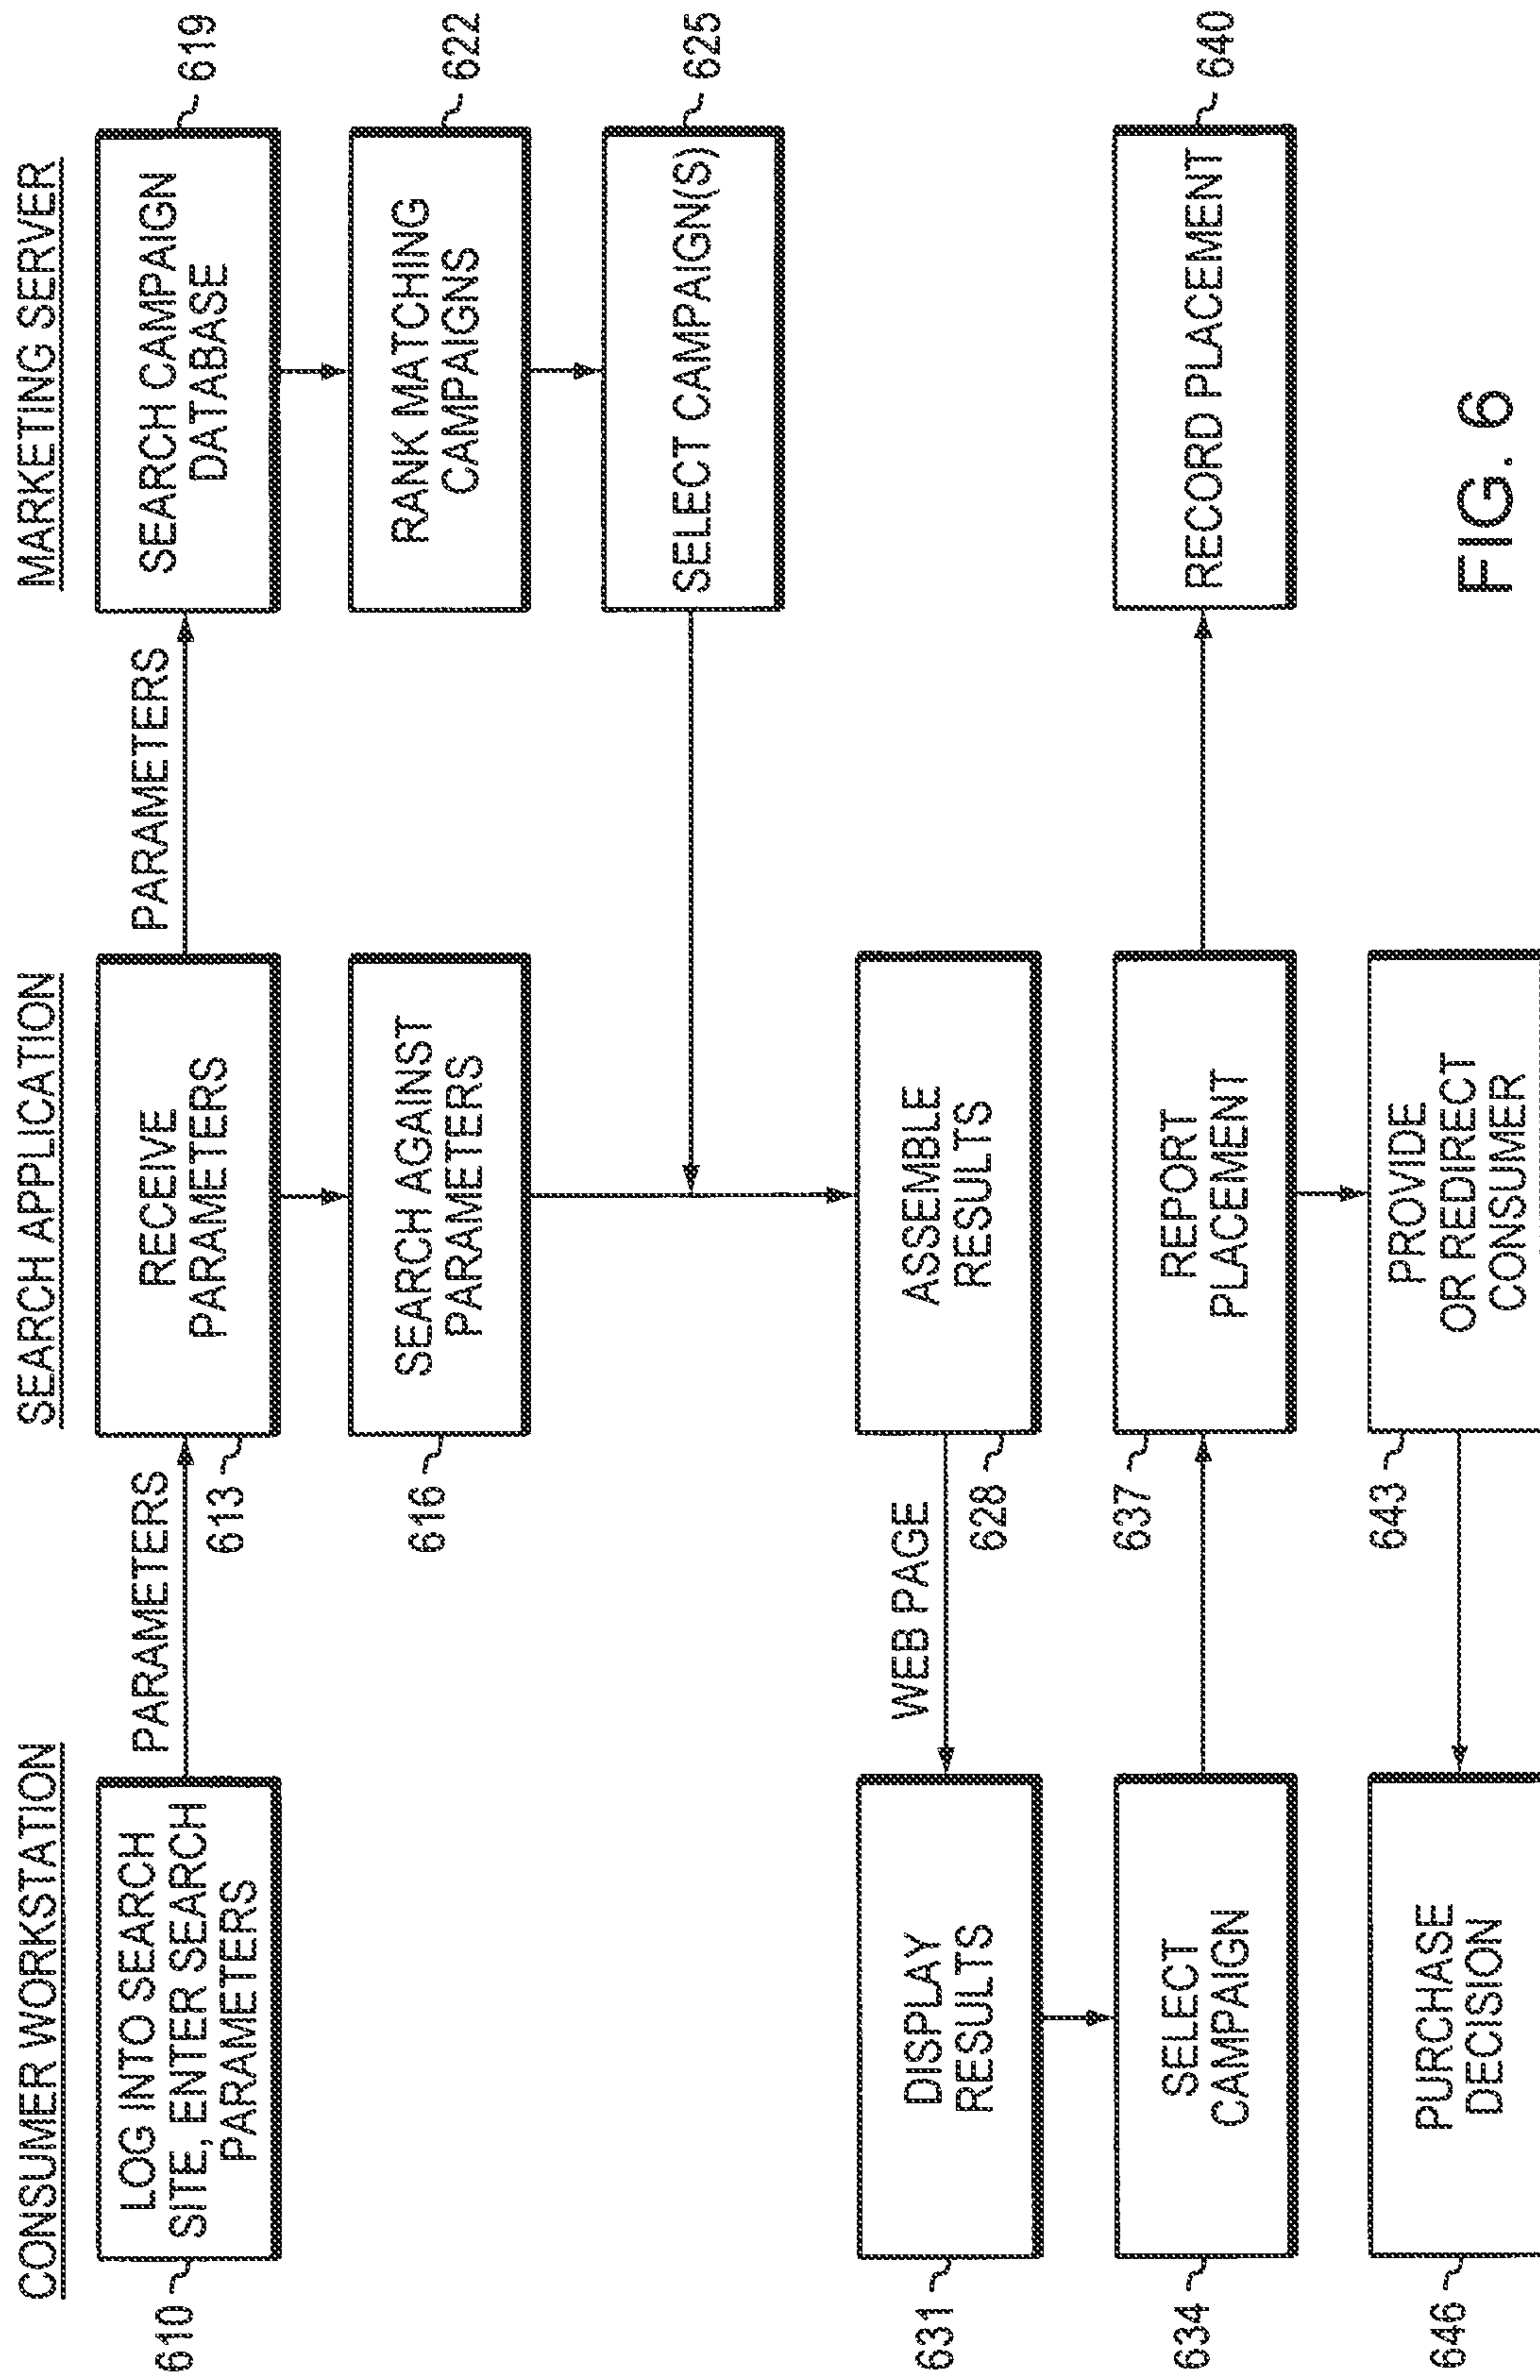 CONSUMER WORKSTATION
SEARCH APPLICATION
MARKETING SERVER
610
LOG INTO SEARCH
SITE, ENTER SEARCH
PARAMETERS
PARAMETERS
613
RECEIVE
PARAMETERS
PARAMETERS
SEARCH CAMPAIGN
DATABASE
619
616
SEARCH AGAINST
PARAMETERS
RANK MATCHING
CAMPAIGNS
622
SELECT CAMPAIGN(S)
625
631
DISPLAY
RESULTS
WEB PAGE
628
ASSEMBLE
RESULTS
634
SELECT
CAMPAIGN
637
REPORT
PLACEMENT
RECORD PLACEMENT
640
646
PURCHASE
DECISION
643
PROVIDE
OR REDIRECT
CONSUMER
FIG. 6